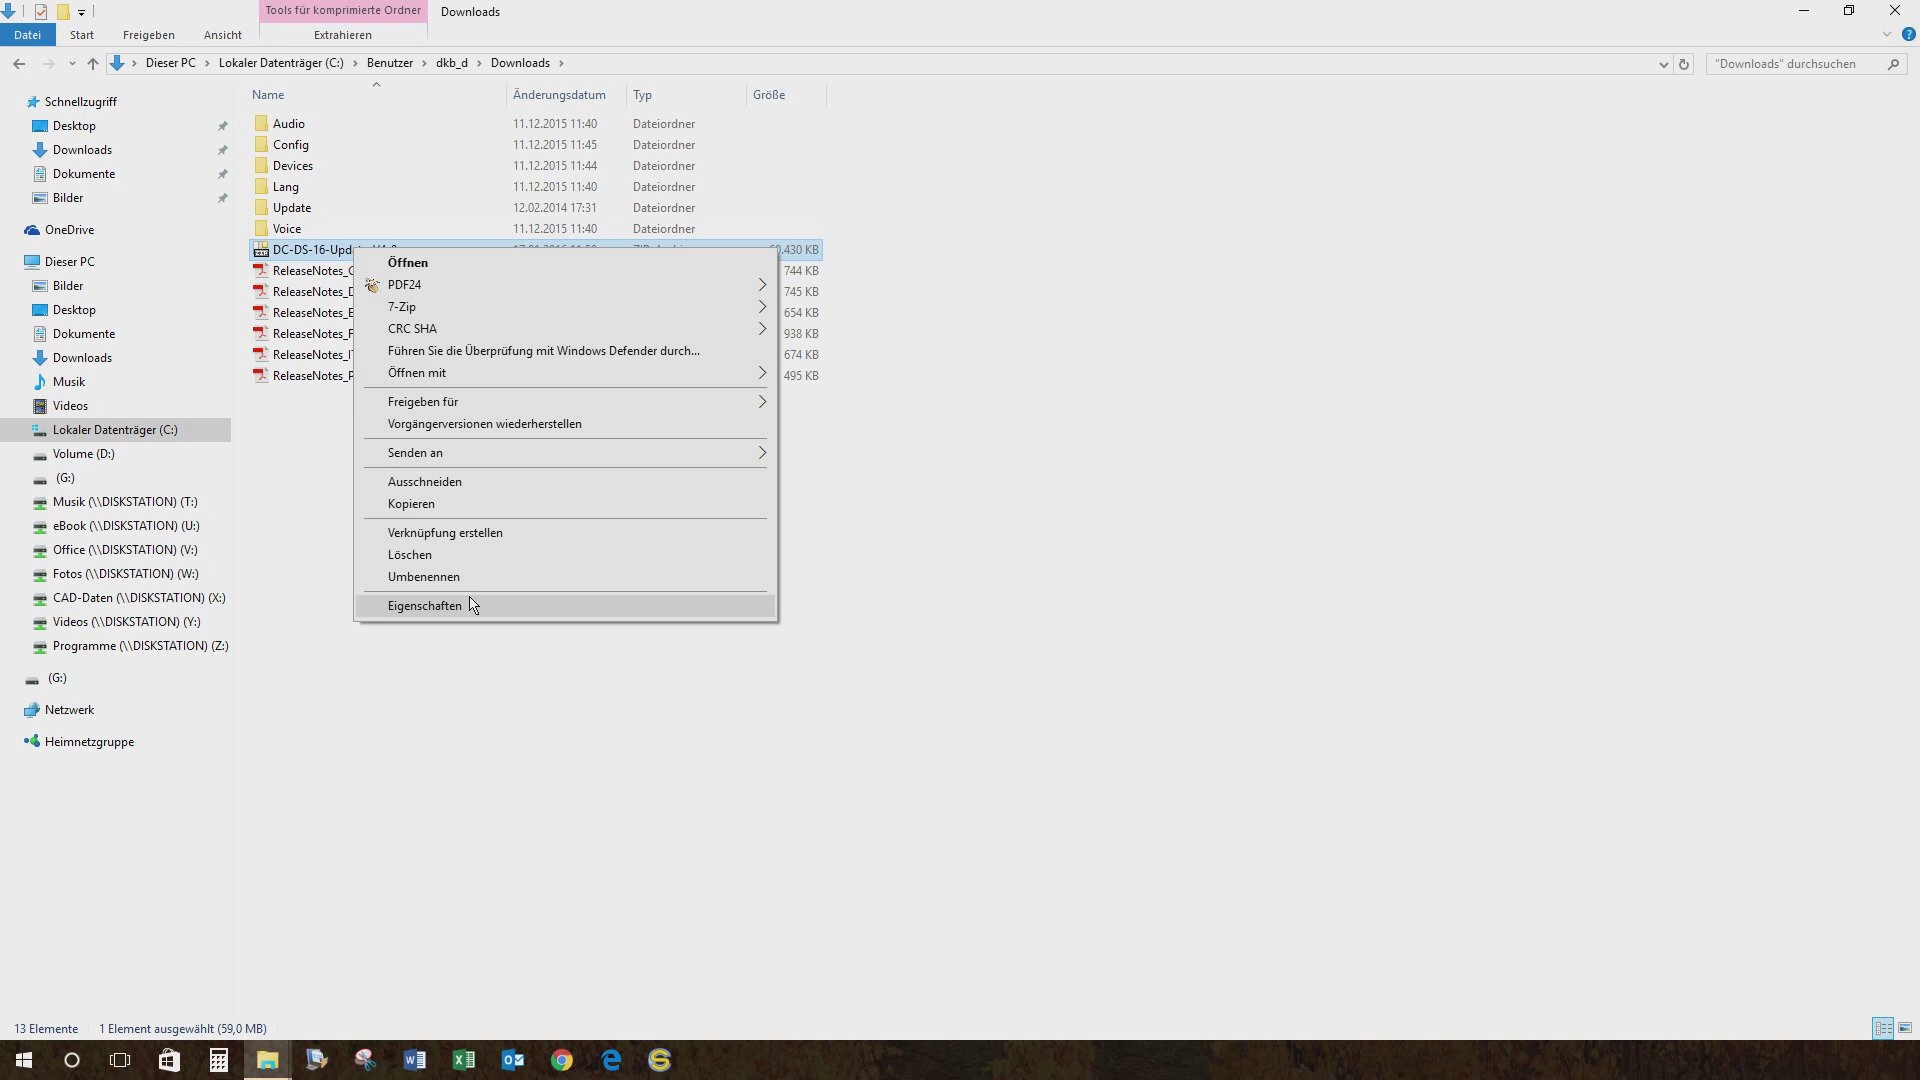 Tools für komprimierte Ordner
Downloads
Datei
Start
Freigeben
Ansicht
Extrahieren
Dieser PC
Lokaler Datenträger (C:)
Benutzer
dkb_d
Downloads
"Downloads" durchsuchen
Name
Änderungsdatum
Typ
Größe
Schnellzugriff
Desktop
Downloads
Dokumente
Bilder
OneDrive
Dieser PC
Bilder
Desktop
Dokumente
Downloads
Musik
Videos
Lokaler Datenträger (C:)
Volume (D:)
(G:)
Musik (\\DISKSTATION) (T:)
eBook (\\DISKSTATION) (U:)
Office (\\DISKSTATION) (V:)
Fotos (\\DISKSTATION) (W:)
CAD-Daten (\\DISKSTATION) (X:)
Videos (\\DISKSTATION) (Y:)
Programme (\\DISKSTATION) (Z:)
(G:)
Netzwerk
Heimnetzgruppe
Audio 11.12.2015 11:40 Dateiordner
Config 11.12.2015 11:45 Dateiordner
Devices 11.12.2015 11:44 Dateiordner
Lang 11.12.2015 11:40 Dateiordner
Update 12.02.2014 17:31 Dateiordner
Voice 11.12.2015 11:40 Dateiordner
430 KB
ReleaseNotes_ 744 KB
ReleaseNotes_ 745 KB
ReleaseNotes_ 654 KB
ReleaseNotes_ 938 KB
ReleaseNotes_ 674 KB
ReleaseNotes_ 495 KB
Öffnen
PDF24
7-Zip
CRC SHA
Führen Sie die Überprüfung mit Windows Defender durch...
Öffnen mit
Freigeben für
Vorgängerversionen wiederherstellen
Senden an
Ausschneiden
Kopieren
Verknüpfung erstellen
Löschen
Umbenennen
Eigenschaften
13 Elemente
1 Element ausgewählt (59,0 MB)